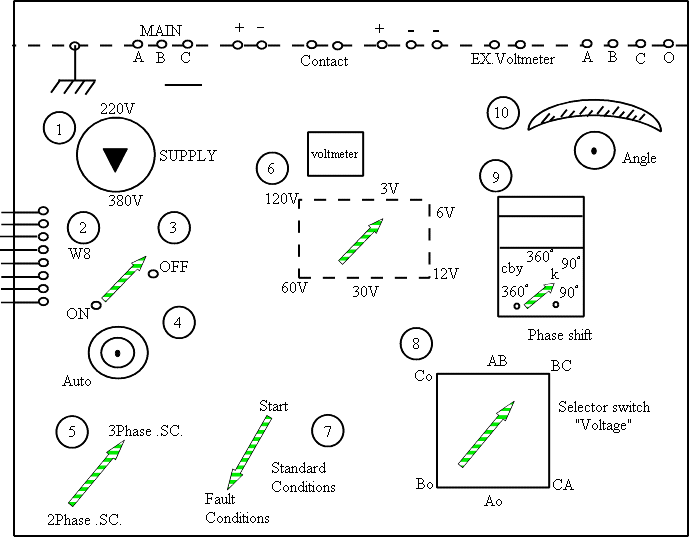 MAIN
+ - + - -
A B C Contact EX.Voltmeter A B C O
220V
1
SUPPLY
380V
10
Angle
voltmeter
6
120V 3V 6V
60V 30V 12V
9
360° 90°
cby k
360° 90°
Phase shift
2 3
W8
OFF
ON
4
Auto
8
Co AB BC
Selector switch
"Voltage"
Bo Ao CA
5
3Phase .SC.
2Phase .SC.
Start
7
Standard
Conditions
Fault
Conditions